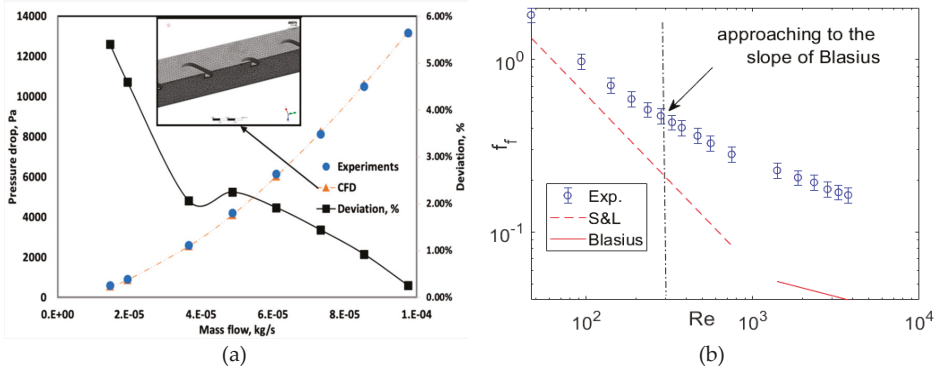 14000
12000
10000
8000
6000
4000
2000
0
Pressure drop, Pa
6.00%
5.00%
4.00%
3.00%
2.00%
1.00%
0.00%
Deviation, %
Experiments
CFD
Deviation, %
0.E+00
2.E-05
4.E-05
6.E-05
8.E-05
1.E-04
Mass flow, kg/s
(a)
approaching to the
slope of Blasius
10^0
10^-1
f_f
Exp.
S&L
Blasius
10^2
Re
10^3
10^4
(b)